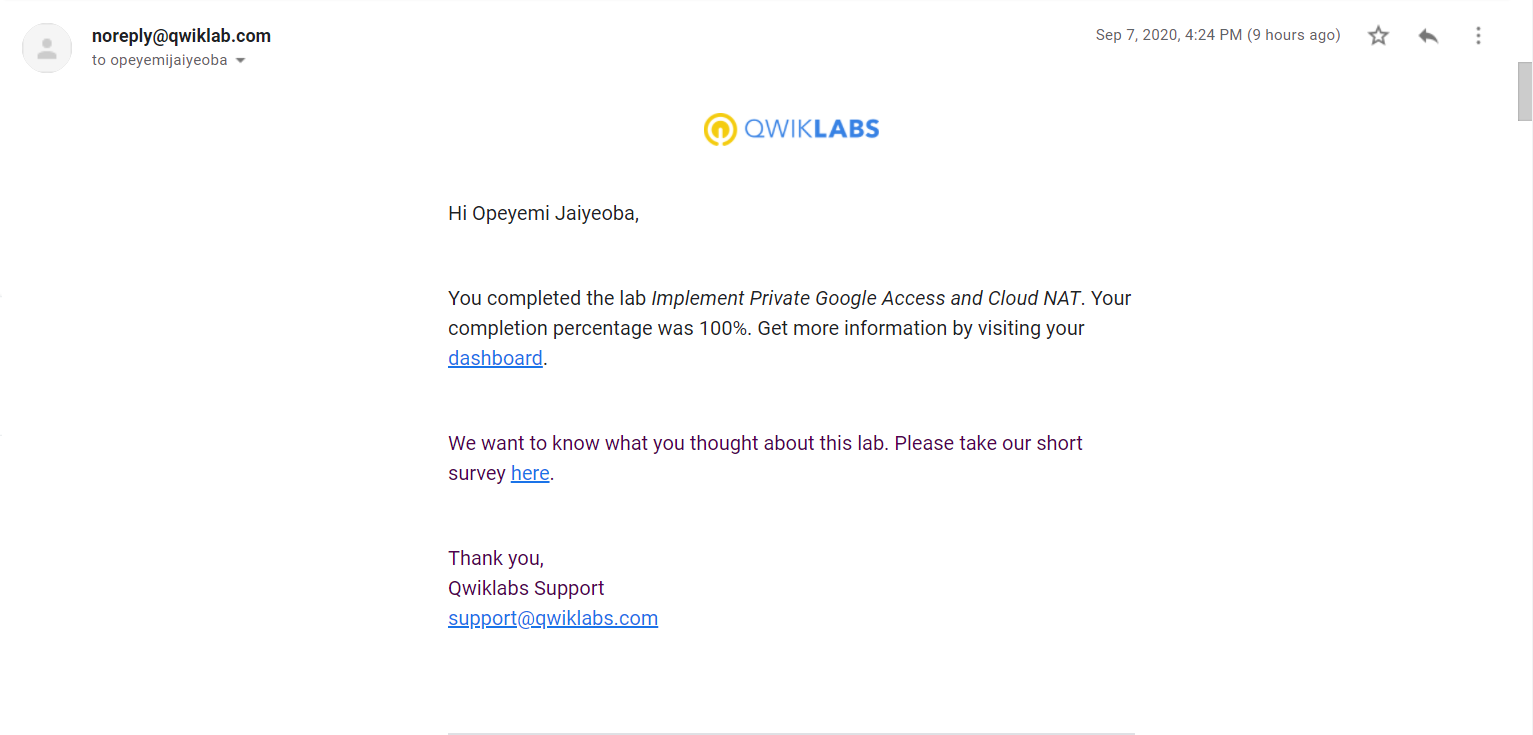 noreply@qwiklab.com
Sep 7, 2020, 4:24 PM (9 hours ago)
to opeyemijaiyeoba
QWIKLABS
Hi Opeyemi Jaiyeoba,
You completed the lab Implement Private Google Access and Cloud NAT. Your
completion percentage was 100%. Get more information by visiting your
dashboard.
We want to know what you thought about this lab. Please take our short
survey here.
Thank you,
Qwiklabs Support
support@qwiklabs.com